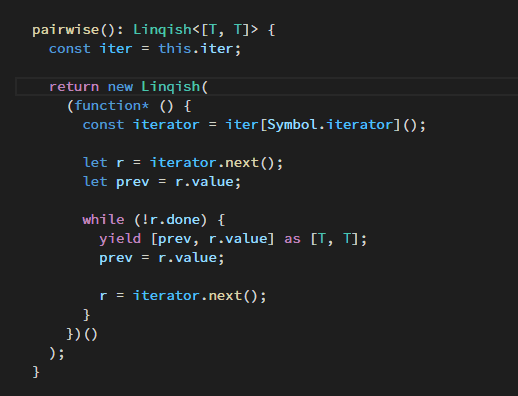 pairwise(): Linqish<[T, T]> {
const iter = this.iter;
return new Linqish(
(function* () {
const iterator = iter[Symbol.iterator]();
let r = iterator.next();
let prev = r.value;
while (!r.done) {
yield [prev, r.value] as [T, T];
prev = r.value;
r = iterator.next();
}
})()
);
}